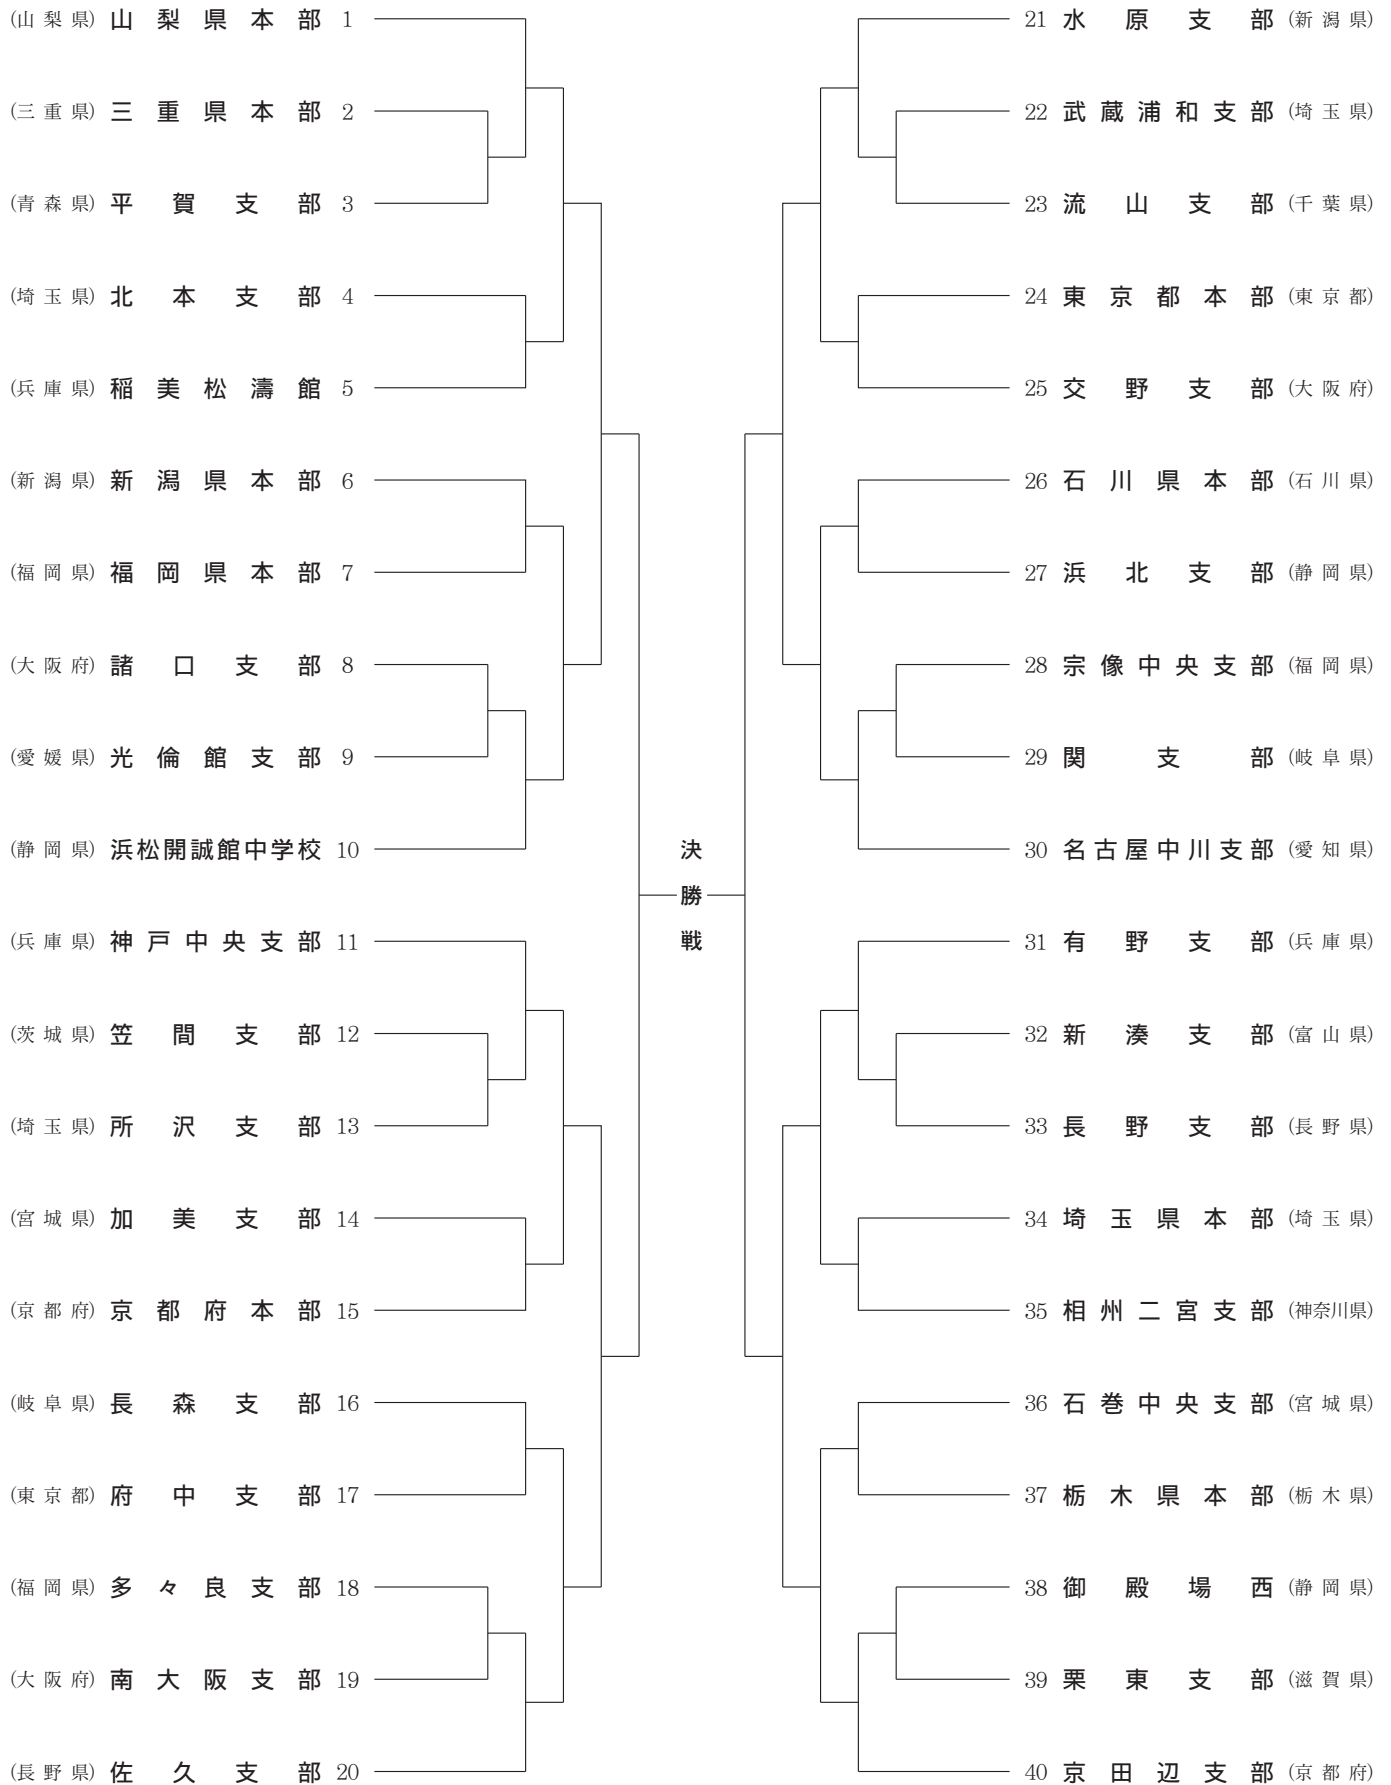 (山梨県) 山梨県本部 1
(三重県) 三重県本部 2
(青森県) 平賀支部 3
(埼玉県) 北本支部 4
(兵庫県) 稲美松濤館 5
(新潟県) 新潟県本部 6
(福岡県) 福岡県本部 7
(大阪府) 諸口支部 8
(愛媛県) 光倫館支部 9
(静岡県) 浜松開誠館中学校 10
(兵庫県) 神戸中央支部 11
(茨城県) 笠間支部 12
(埼玉県) 所沢支部 13
(宮城県) 加美支部 14
(京都府) 京都府本部 15
(岐阜県) 長森支部 16
(東京都) 府中支部 17
(福岡県) 多々良支部 18
(大阪府) 南大阪支部 19
(長野県) 佐久支部 20
決勝戦
21 水原支部 (新潟県)
22 武蔵浦和支部 (埼玉県)
23 流山支部 (千葉県)
24 東京都本部 (東京都)
25 交野支部 (大阪府)
26 石川県本部 (石川県)
27 浜北支部 (静岡県)
28 宗像中央支部 (福岡県)
29 関支部 (岐阜県)
30 名古屋中川支部 (愛知県)
31 有野支部 (兵庫県)
32 新湊支部 (富山県)
33 長野支部 (長野県)
34 埼玉県本部 (埼玉県)
35 相州二宮支部 (神奈川県)
36 石巻中央支部 (宮城県)
37 栃木県本部 (栃木県)
38 御殿場西 (静岡県)
39 栗東支部 (滋賀県)
40 京田辺支部 (京都府)